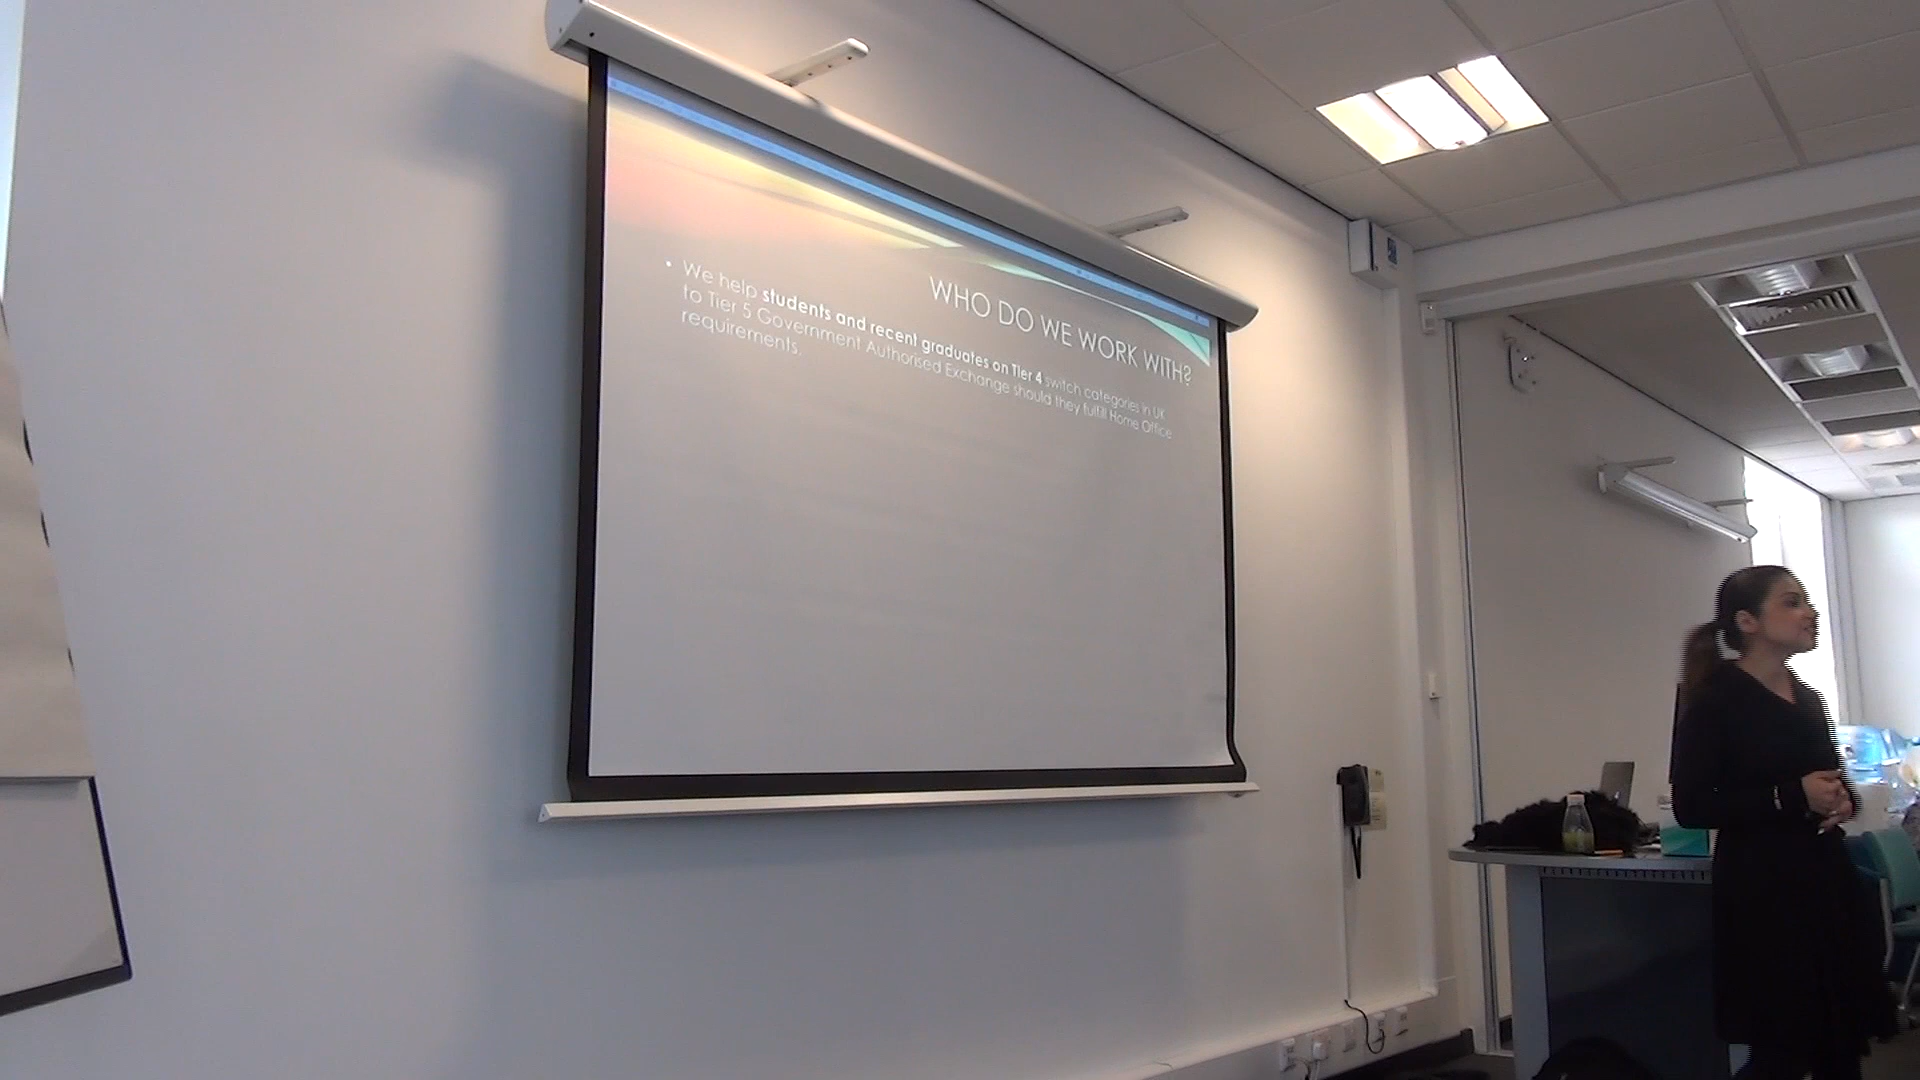 WHO DO WE WORK WITH?
• We help students and recent graduates on Tier 4 switch categories in UK
to Tier 5 Government Authorised Exchange should they fulfill Home Office
requirements.